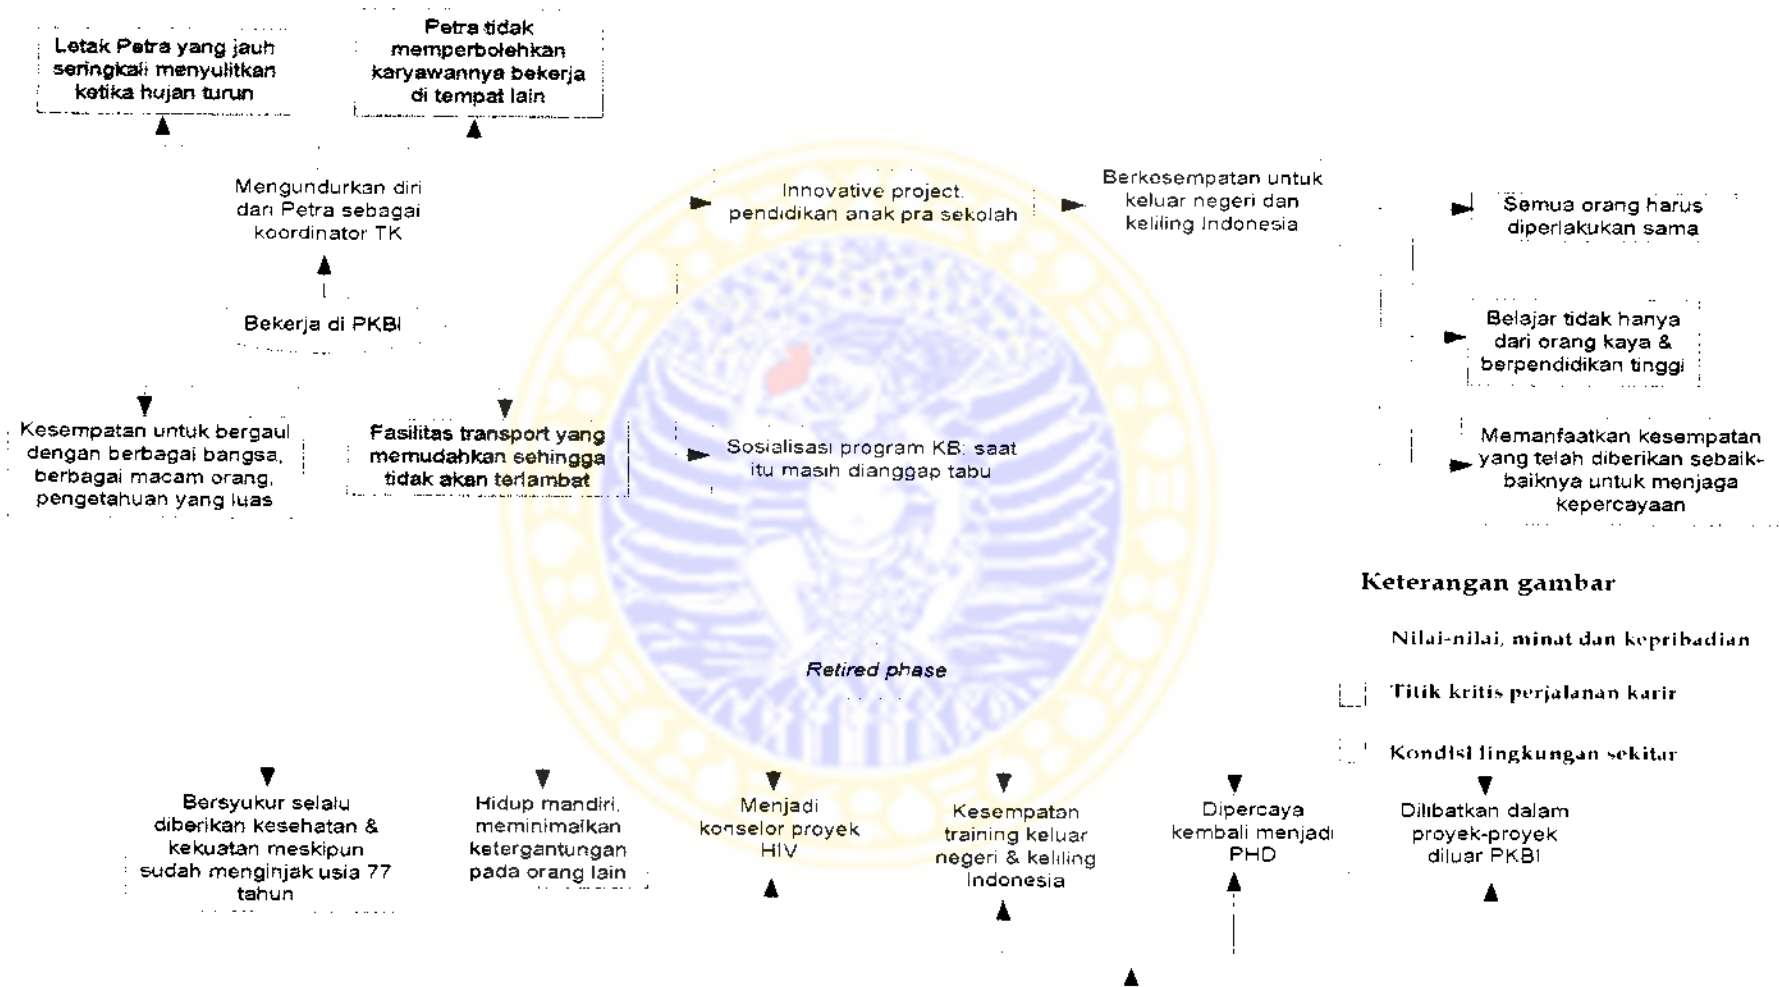 Letak Petra yang jauh
seringkali menyulitkan
ketika hujan turun
Petra tidak
memperbolehkan
karyawannya bekerja
di tempat lain
Mengundurkan diri
dari Petra sebagai
koordinator TK
Bekerja di PKBI
Kesempatan untuk bergaul
dengan berbagai bangsa,
berbagai macam orang,
pengetahuan yang luas
Fasilitas transport yang
memudahkan sehingga
tidak akan terlambat
Innovative project.
pendidikan anak pra sekolah
Sosialisasi program KB: saat
itu masih dianggap tabu
Berkesempatan untuk
keluar negeri dan
keliling Indonesia
Semua orang harus
diperlakukan sama
Belajar tidak hanya
dari orang kaya &
berpendidikan tinggi
Memanfaatkan kesempatan
yang telah diberikan sebaik-
baiknya untuk menjaga
kepercayaan
Keterangan gambar
Nilai-nilai, minat dan kepribadian
Titik kritis perjalanan karir
Kondisi lingkungan sekitar
Retired phase
Bersyukur selalu
diberikan kesehatan &
kekuatan meskipun
sudah menginjak usia 77
tahun
Hidup mandiri,
meminimalkan
ketergantungan
pada orang lain
Menjadi
konselor proyek
HIV
Kesempatan
training keluar
negeri & keliling
Indonesia
Dipercaya
kembali menjadi
PHD
Dilibatkan dalam
proyek-proyek
diluar PKBI